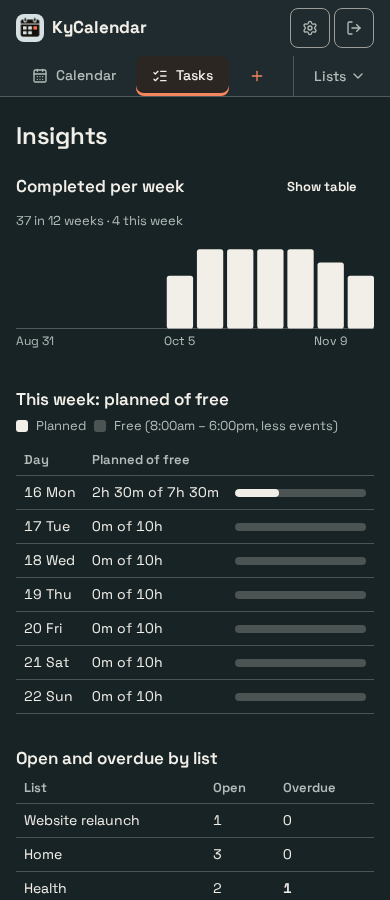 KyCalendar
Calendar Tasks + Lists
Insights
Completed per week Show table
37 in 12 weeks · 4 this week
Aug 31 Oct 5 Nov 9
This week: planned of free
Planned Free (8:00am – 6:00pm, less events)
Day Planned of free
16 Mon 2h 30m of 7h 30m
17 Tue 0m of 10h
18 Wed 0m of 10h
19 Thu 0m of 10h
20 Fri 0m of 10h
21 Sat 0m of 10h
22 Sun 0m of 10h
Open and overdue by list
List Open Overdue
Website relaunch 1 0
Home 3 0
Health 2 1